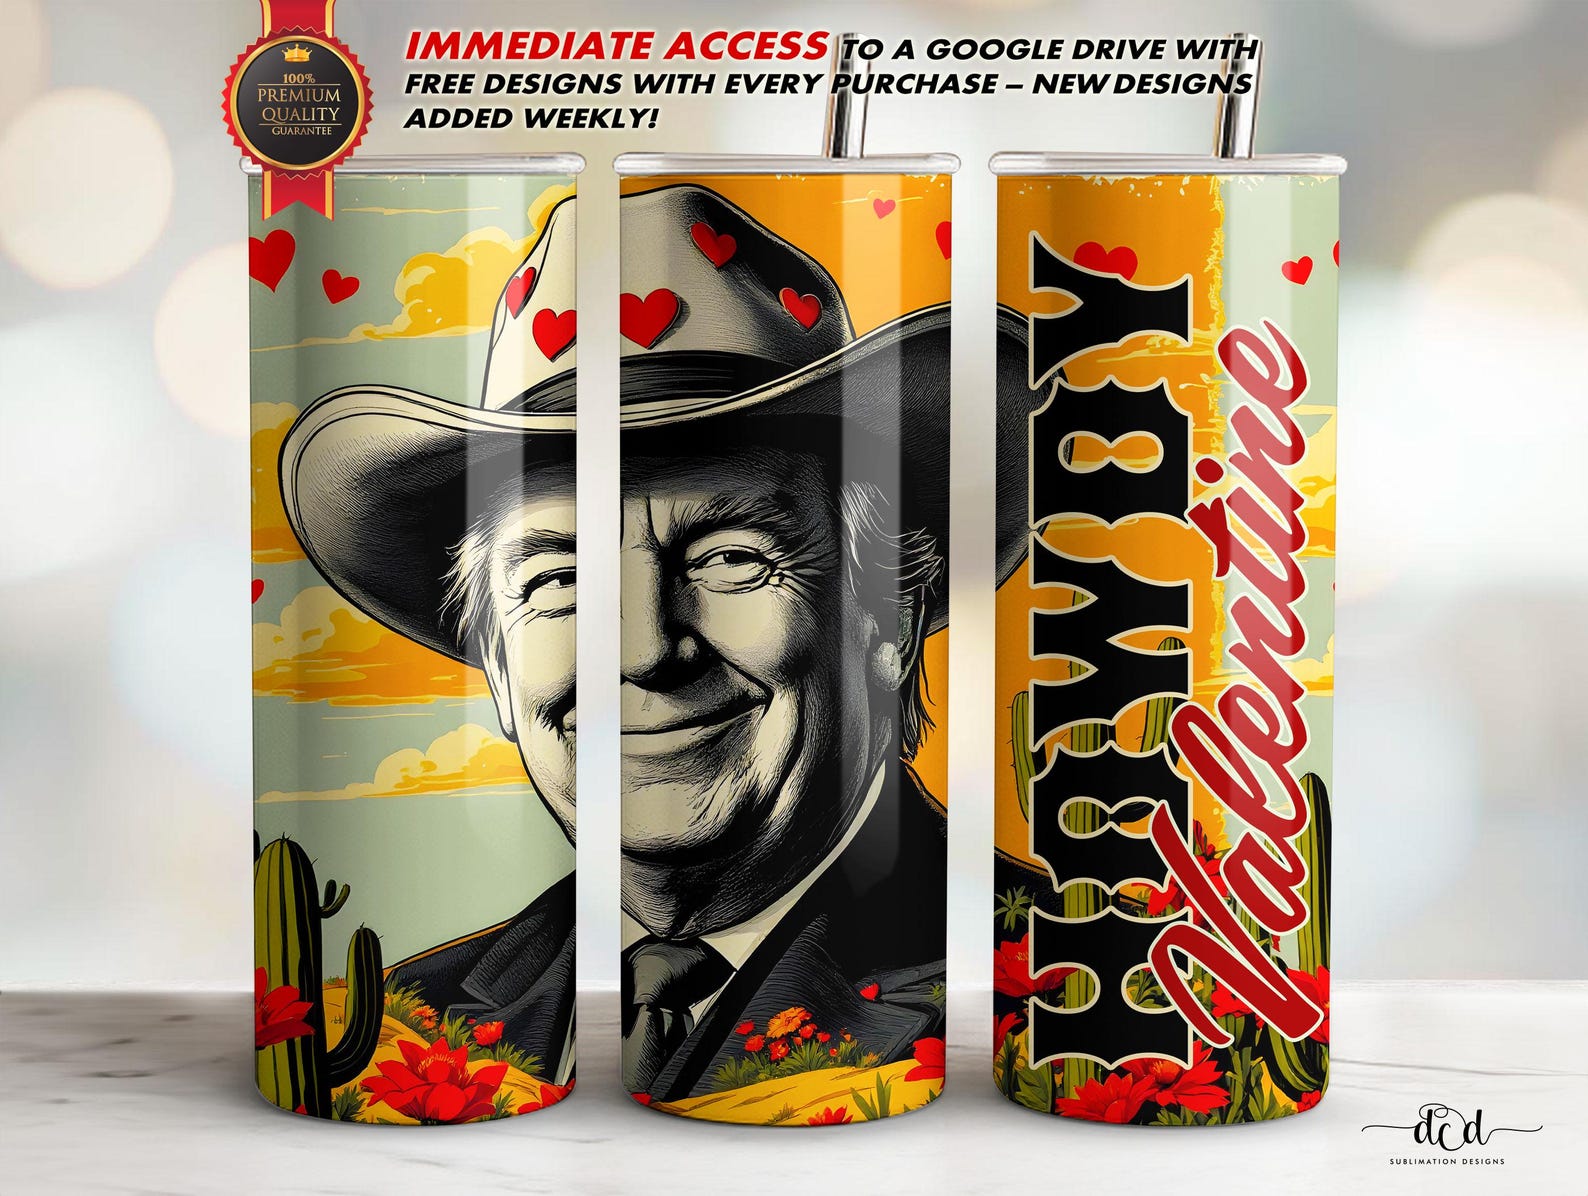 100%
PREMIUM
QUALITY
GUARANTEE
IMMEDIATE ACCESS TO A GOOGLE DRIVE WITH
FREE DESIGNS WITH EVERY PURCHASE – NEW DESIGNS
ADDED WEEKLY!
HOWDY
Valentine
dd
SUBLIMATION DESIGNS